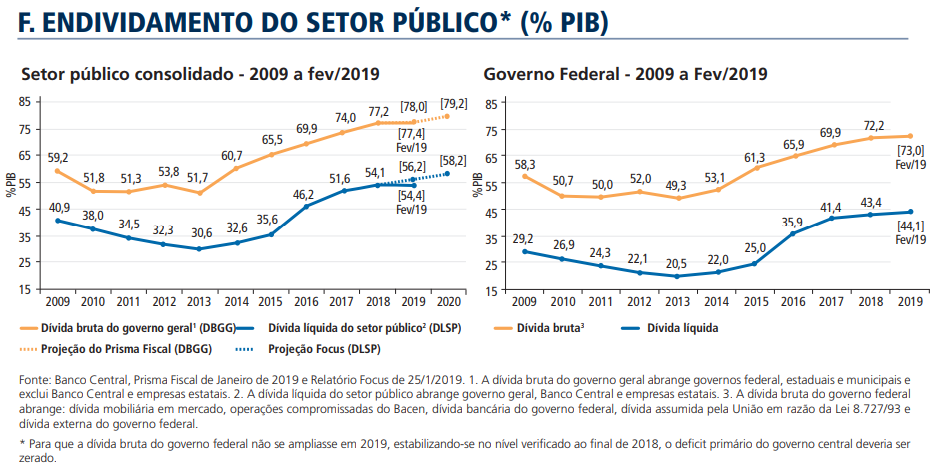 F. ENDIVIDAMENTO DO SETOR PÚBLICO* (% PIB)
Setor público consolidado - 2009 a fev/2019
85
75
65
55
45
35
25
15
%PIB
59,2
51,8
51,3
53,8
51,7
60,7
65,5
69,9
74,0
77,2
[78,0]
[79,2]
[77,4]
Fev/19
40,9
38,0
34,5
32,3
30,6
32,6
35,6
46,2
51,6
54,1
[56,2]
[58,2]
[54,4]
Fev/19
2009 2010 2011 2012 2013 2014 2015 2016 2017 2018 2019 2020
Dívida bruta do governo geral¹ (DBGG)
Dívida líquida do setor público² (DLSP)
Projeção do Prisma Fiscal (DBGG)
Projeção Focus (DLSP)
Governo Federal - 2009 a Fev/2019
85
75
65
55
45
35
25
15
%PIB
58,3
50,7
50,0
52,0
49,3
53,1
61,3
65,9
69,9
72,2
[73,0]
Fev/19
29,2
26,9
24,3
22,1
20,5
22,0
25,0
35,9
41,4
43,4
[44,1]
Fev/19
2009 2010 2011 2012 2013 2014 2015 2016 2017 2018 2019
Dívida bruta³
Dívida líquida
Fonte: Banco Central, Prisma Fiscal de Janeiro de 2019 e Relatório Focus de 25/1/2019. 1. A dívida bruta do governo geral abrange governos federal, estaduais e municipais e
exclui Banco Central e empresas estatais. 2. A dívida líquida do setor público abrange governo geral, Banco Central e empresas estatais. 3. A dívida bruta do governo federal
abrange: dívida mobiliária em mercado, operações compromissadas do Bacen, dívida bancária do governo federal, dívida assumida pela União em razão da Lei 8.727/93 e
dívida externa do governo federal.
* Para que a dívida bruta do governo federal não se ampliasse em 2019, estabilizando-se no nível verificado ao final de 2018, o deficit primário do governo central deveria ser
zerado.